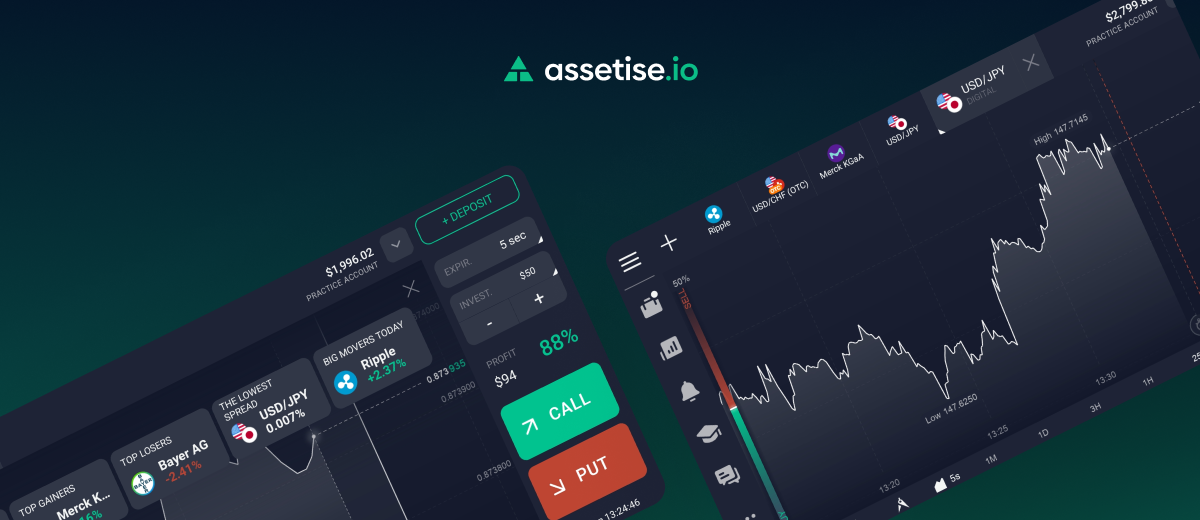 assetise.io
+ DEPOSIT
$1,996.02
PRACTICE ACCOUNT
EXPIR.
5 sec
INVEST.
$50
-
+
PROFIT
88%
$94
CALL
PUT
13:24:46
BIG MOVERS TODAY
Ripple
+2.37%
THE LOWEST
SPREAD
USD/JPY
0.007%
TOP LOSERS
Bayer AG
-2.41%
TOP GAINERS
Merck K...
0.873935
0.873900
0.873800
PRACTICE ACCOUNT
USD/JPY
DIGITAL
USD/JPY
Merck KGaA
USD/CHF (OTC)
Ripple
50%
SELL
High 147.7145
Low 147.6250
13:20
13:25
13:30
5s
1M
1D
3H
1H